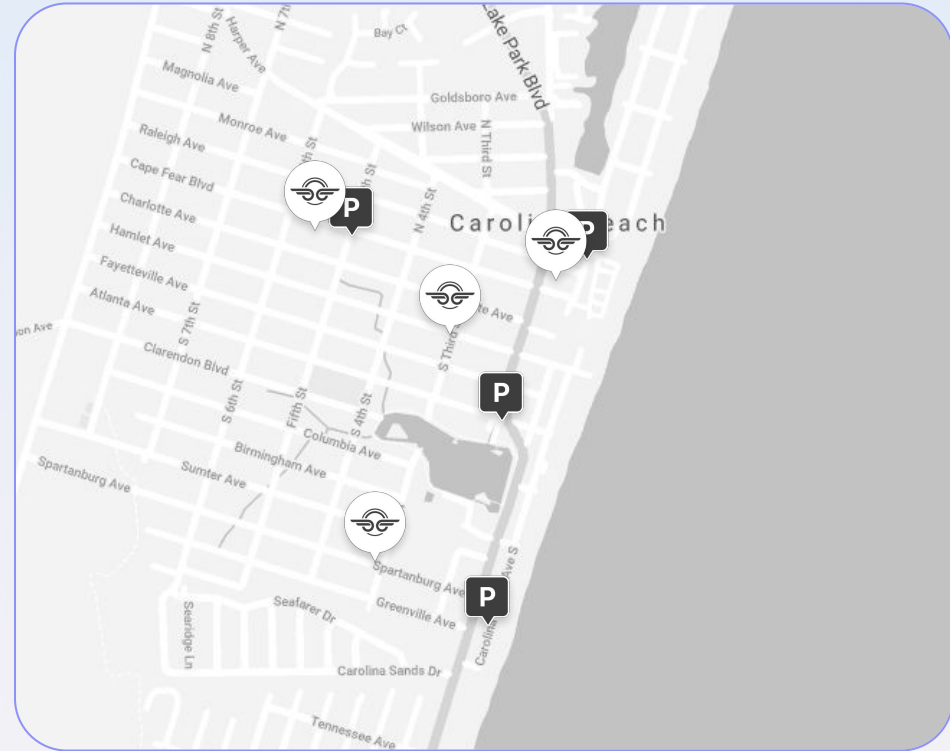 N 8th St
Harper Ave
N 7th
Bay Ct
Lake Park Blvd
Magnolia Ave
Goldsboro Ave
Monroe Ave
Wilson Ave
N Third St
Raleigh Ave
Cape Fear Blvd
P
Charlotte Ave
N 4th St
P
Hamlet Ave
Fayetteville Ave
Atlanta Ave
S 7th St
S Third
Clarendon Blvd
P
S 6th St
Fifth St
S 4th St
Columbia Ave
Birmingham Ave
Sumter Ave
Spartanburg Ave
Spartanburg Ave
Ave S
P
Seafarer Dr
Greenville Ave
Searidge Ln
Carolina
Carolina Sands Dr
Tennessee Ave